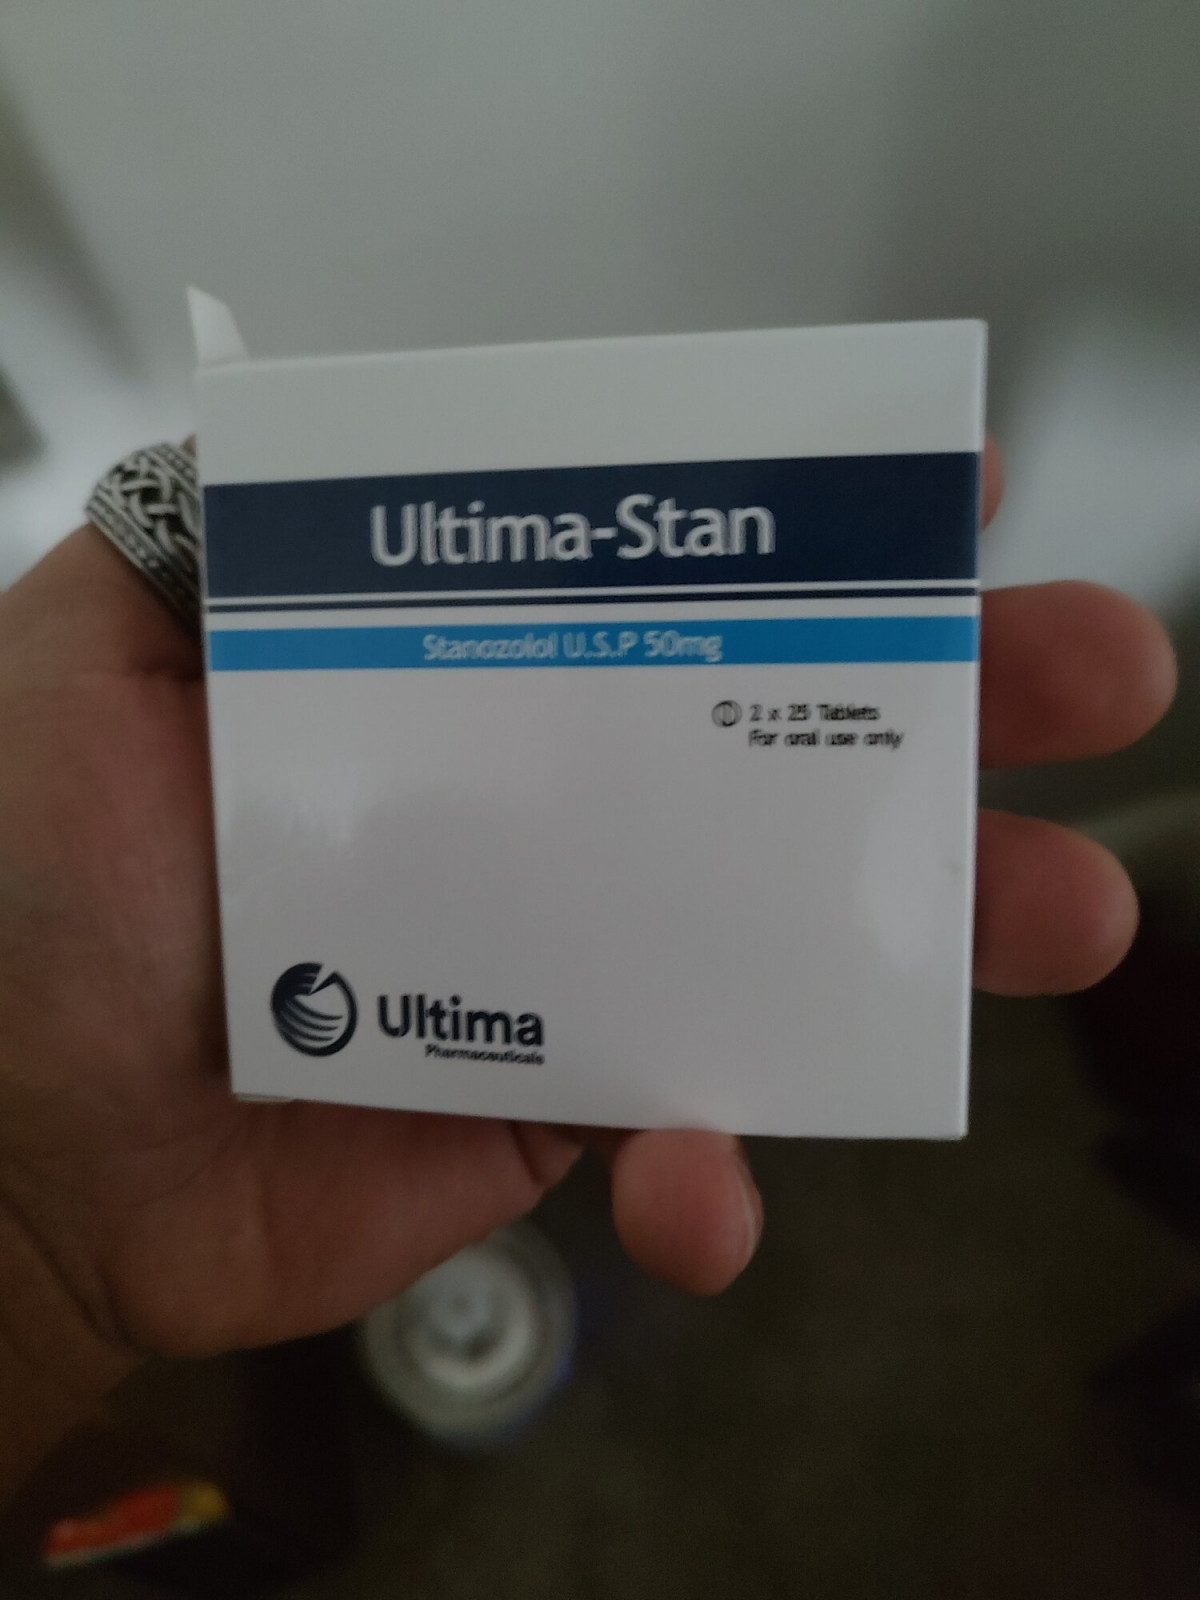 Ultima-Stan
Stanozolol U.S.P 50mg
2 x 25 Tablets
For oral use only
Ultima
Pharmaceuticals